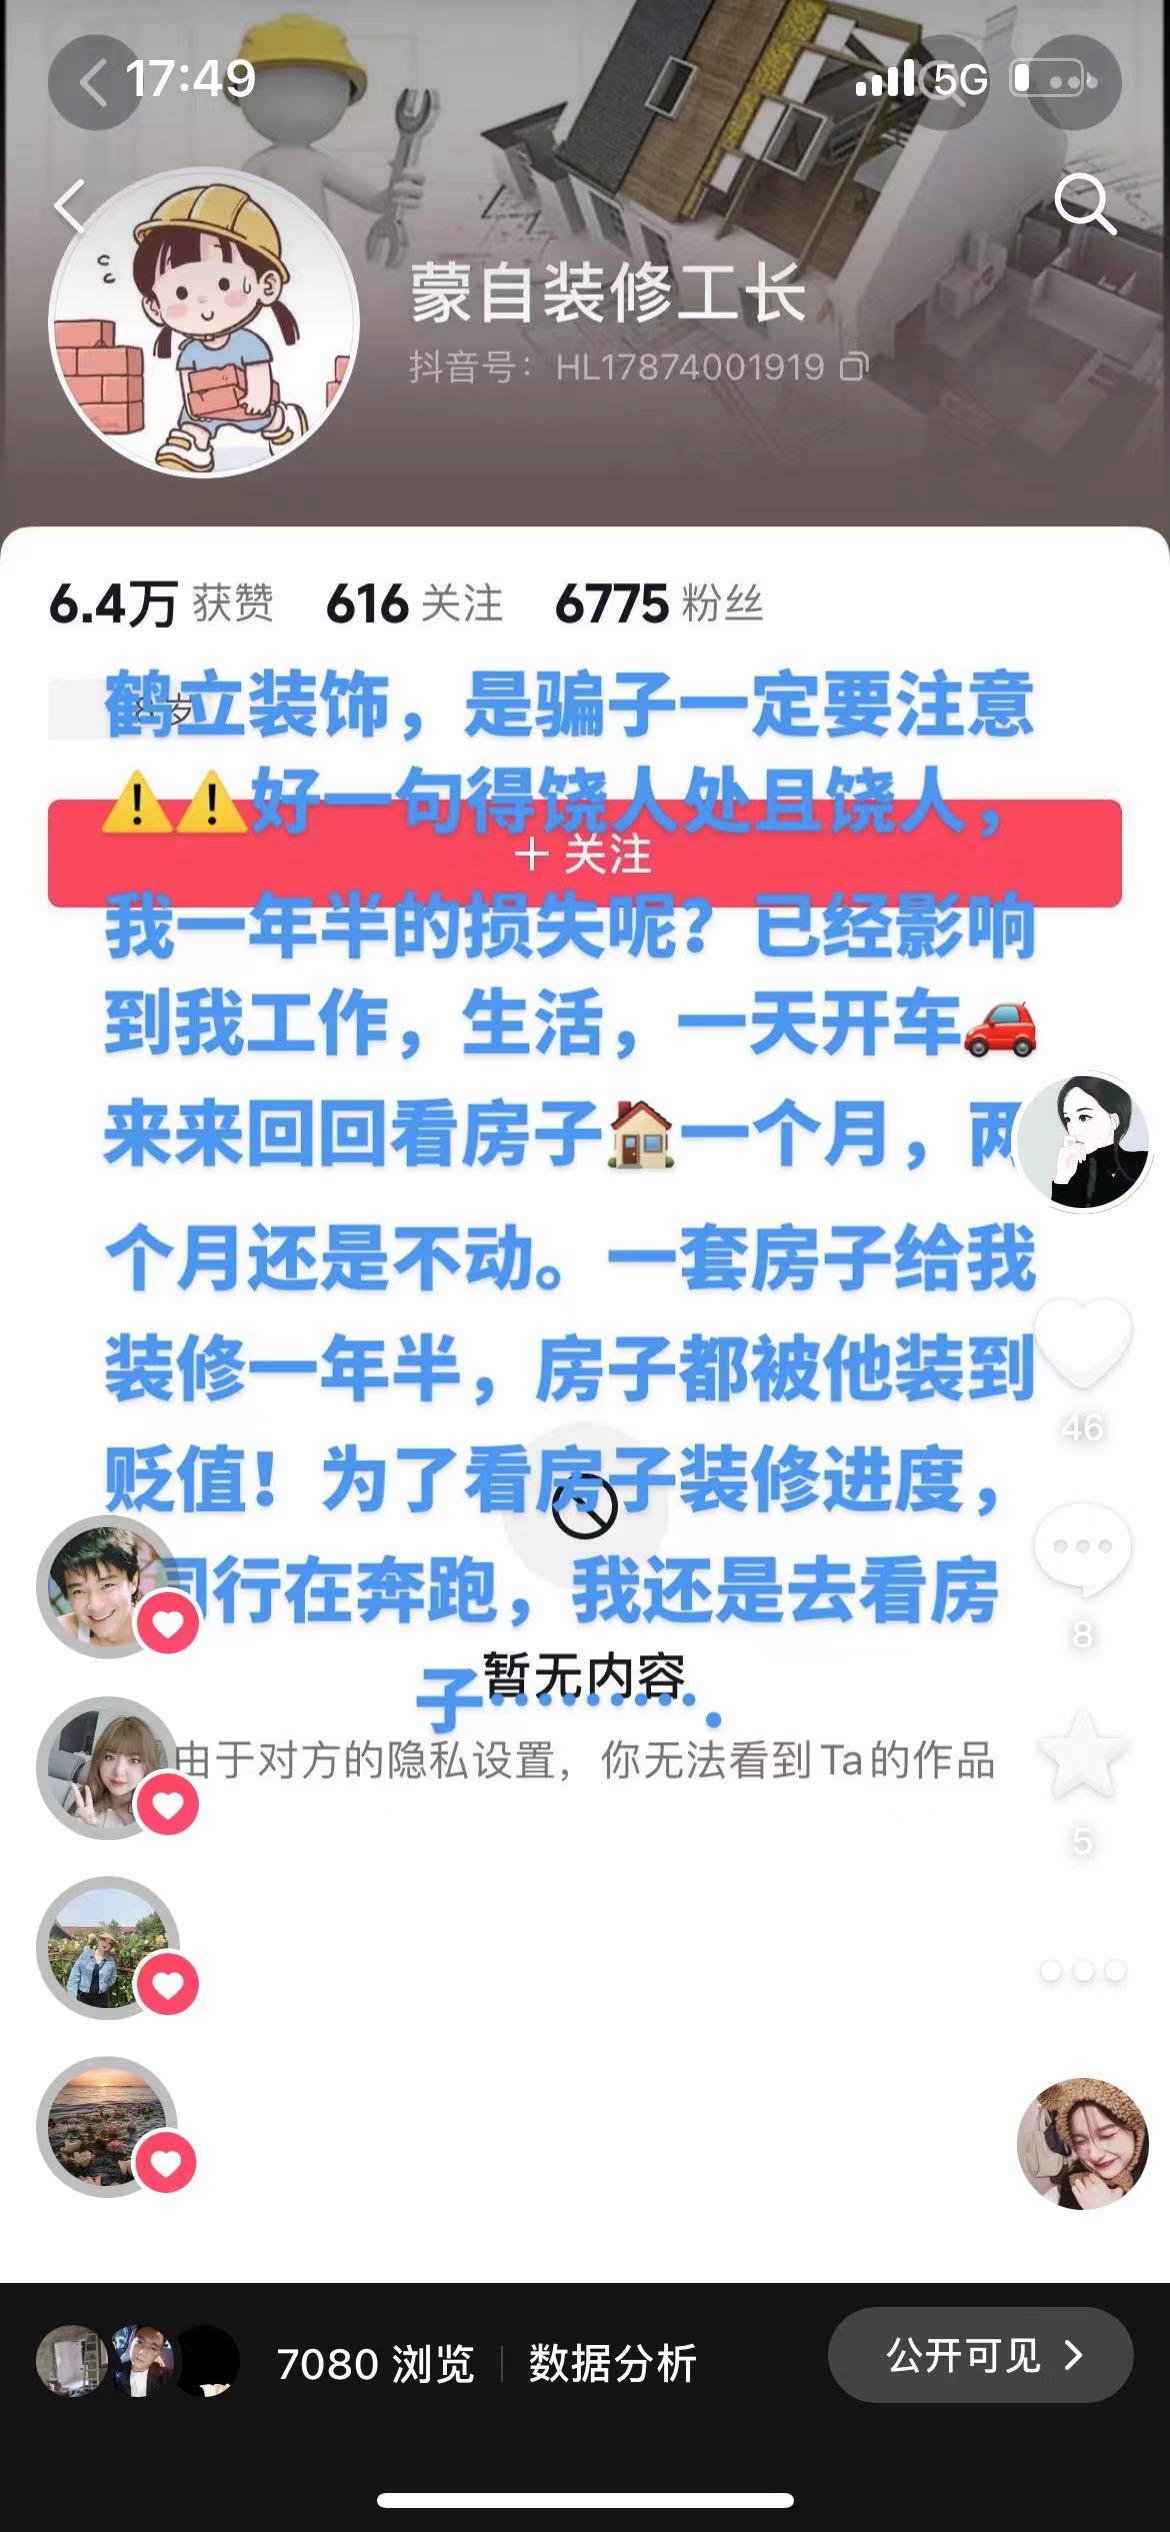 17:49
5G
蒙自装修工长
抖音号：HL17874001919
6.4万 获赞 616 关注 6775 粉丝
岁
鹤立装饰，是骗子一定要注意
⚠️⚠️好一句得饶人处且饶人，
＋ 关注
我一年半的损失呢？已经影响
到我工作，生活，一天开车🚗
来来回回看房子🏠一个月，两
个月还是不动。一套房子给我
装修一年半，房子都被他装到
贬值！为了看房子装修进度，
行在奔跑，我还是去看房
子··········.
暂无内容
由于对方的隐私设置，你无法看到Ta的作品
46
8
5
7080 浏览 数据分析
公开可见